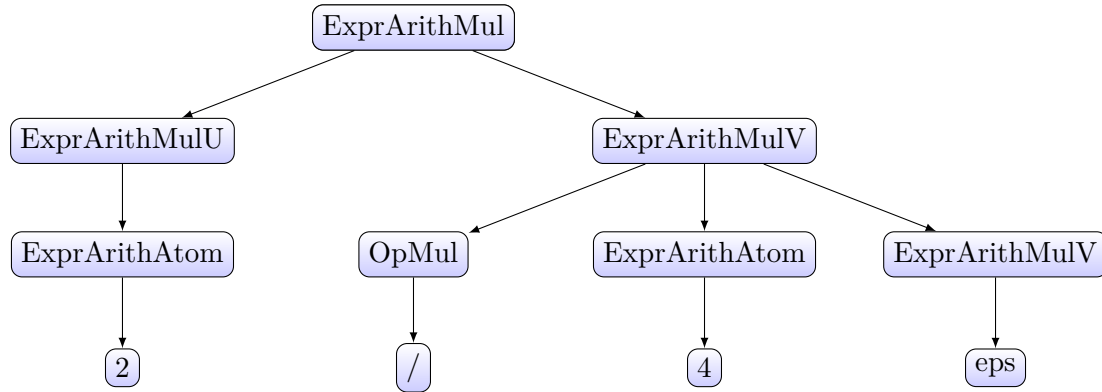 ExprArithMul
ExprArithMulU ExprArithMulV
ExprArithAtom OpMul ExprArithAtom ExprArithMulV
2 / 4 eps